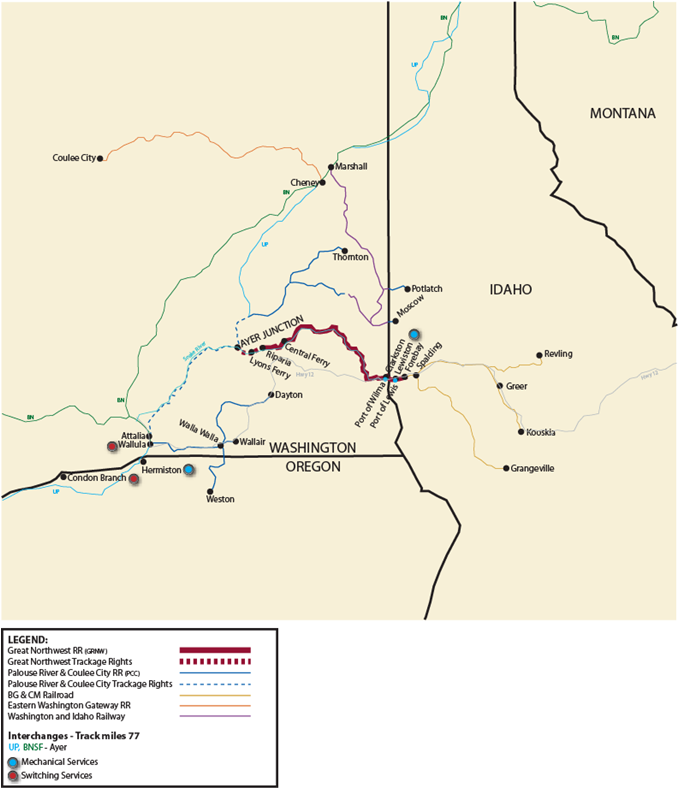 BN
BN
UP
MONTANA
Coulee City
Marshall
Cheney
BN
UP
Thornton
IDAHO
Potlatch
Moscow
AYER JUNCTION
Snake River
Central Ferry
Riparia
Lyons Ferry
Clarkston
Lewiston
Forebay
Spalding
Revling
Hwy 12
Hwy 12
Port of Wilma
Port of Lewis
Greer
Dayton
BN
Walla Walla
Attalia
Wallula
Wallair
Kooskia
WASHINGTON
OREGON
Hermiston
Grangeville
Condon Branch
UP
Weston
LEGEND:
Great Northwest RR (GRNW)
Great Northwest Trackage Rights
Palouse River & Coulee City RR (PCC)
Palouse River & Coulee City Trackage Rights
BG & CM Railroad
Eastern Washington Gateway RR
Washington and Idaho Railway
Interchanges - Track miles 77
UP, BNSF - Ayer
Mechanical Services
Switching Services